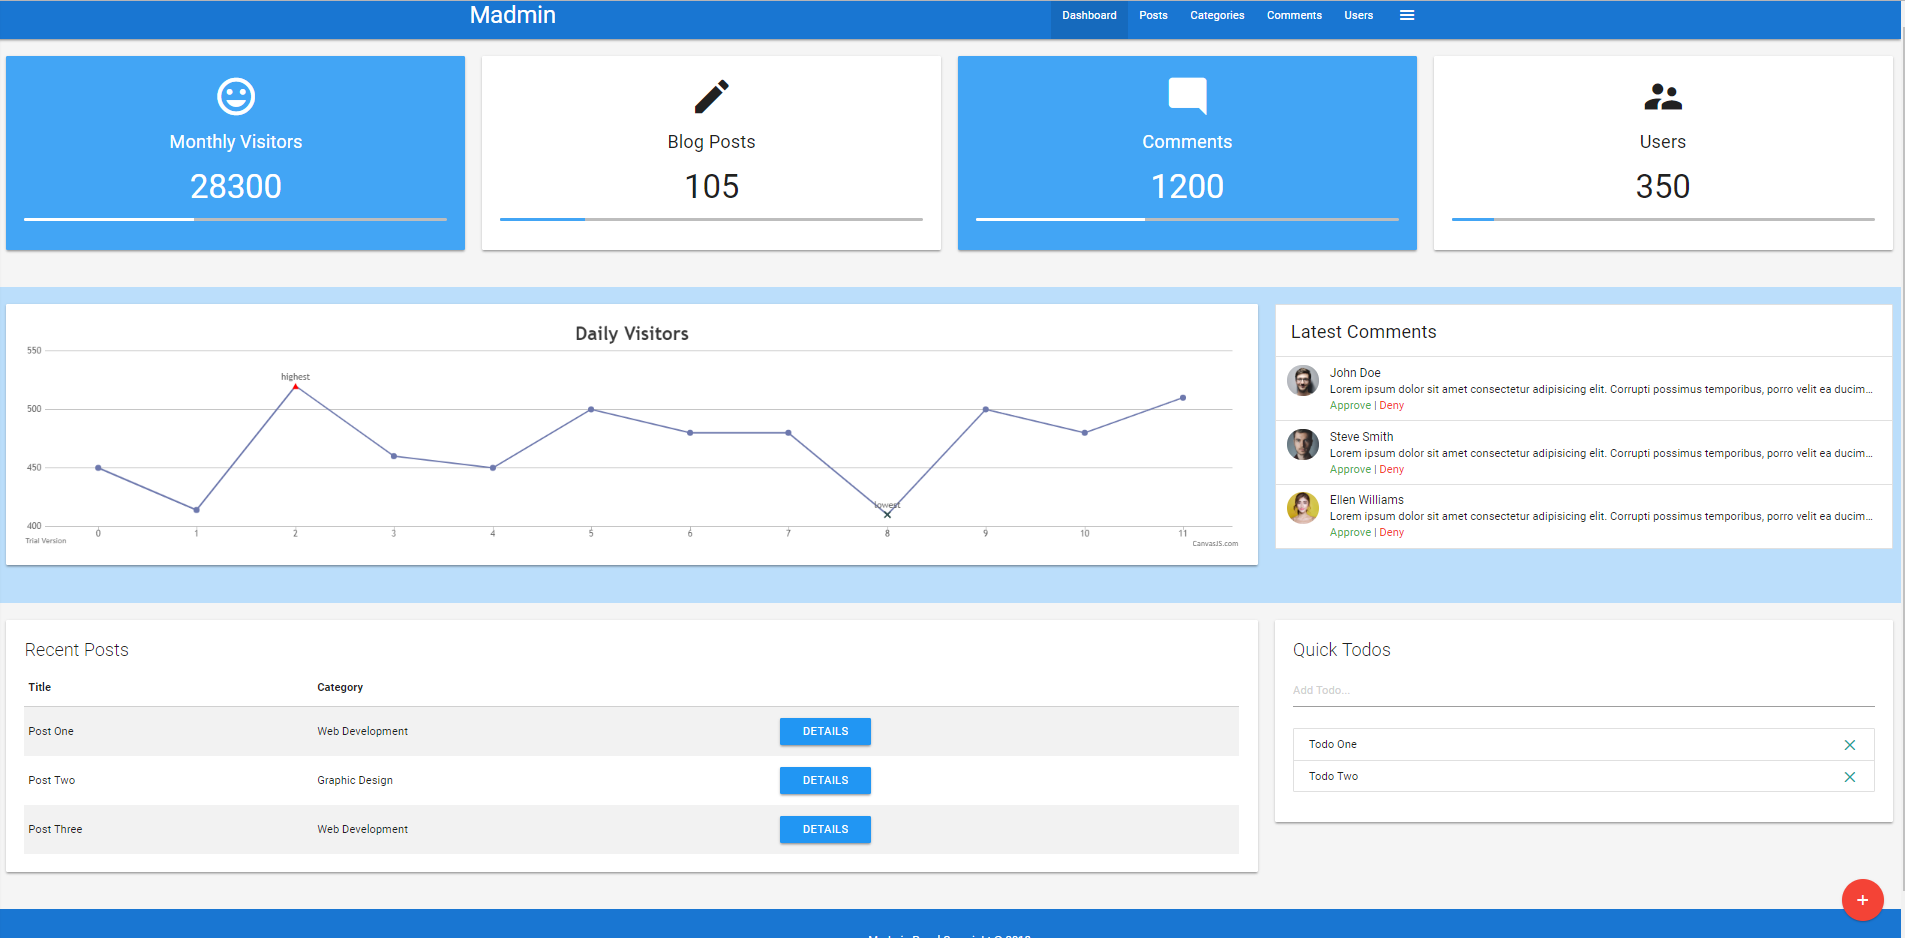 Madmin
Dashboard Posts Categories Comments Users
Monthly Visitors
28300
Blog Posts
105
Comments
1200
Users
350
Daily Visitors
550
500
450
400
highest
lowest
0 1 2 3 4 5 6 7 8 9 10 11
Trial Version
CanvasJS.com
Latest Comments
John Doe
Lorem ipsum dolor sit amet consectetur adipisicing elit. Corrupti possimus temporibus, porro velit ea ducim...
Approve | Deny
Steve Smith
Lorem ipsum dolor sit amet consectetur adipisicing elit. Corrupti possimus temporibus, porro velit ea ducim...
Approve | Deny
Ellen Williams
Lorem ipsum dolor sit amet consectetur adipisicing elit. Corrupti possimus temporibus, porro velit ea ducim...
Approve | Deny
Recent Posts
Title Category
Post One Web Development DETAILS
Post Two Graphic Design DETAILS
Post Three Web Development DETAILS
Quick Todos
Add Todo...
Todo One
Todo Two